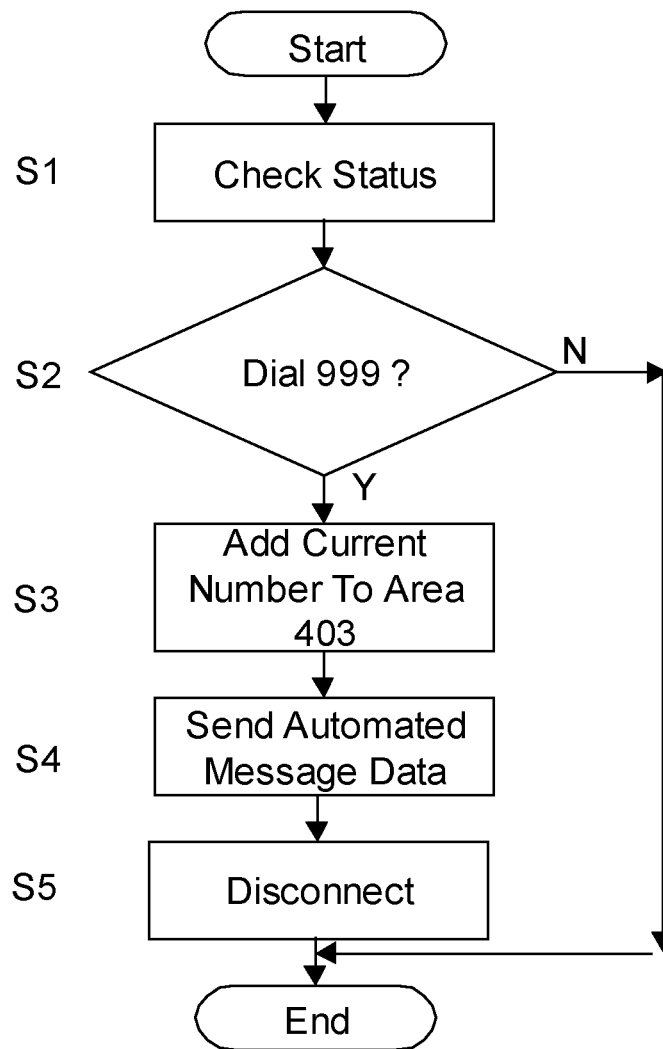 Start
S1
Check Status
S2
Dial 999 ?
N
Y
S3
Add Current
Number To Area
403
S4
Send Automated
Message Data
S5
Disconnect
End